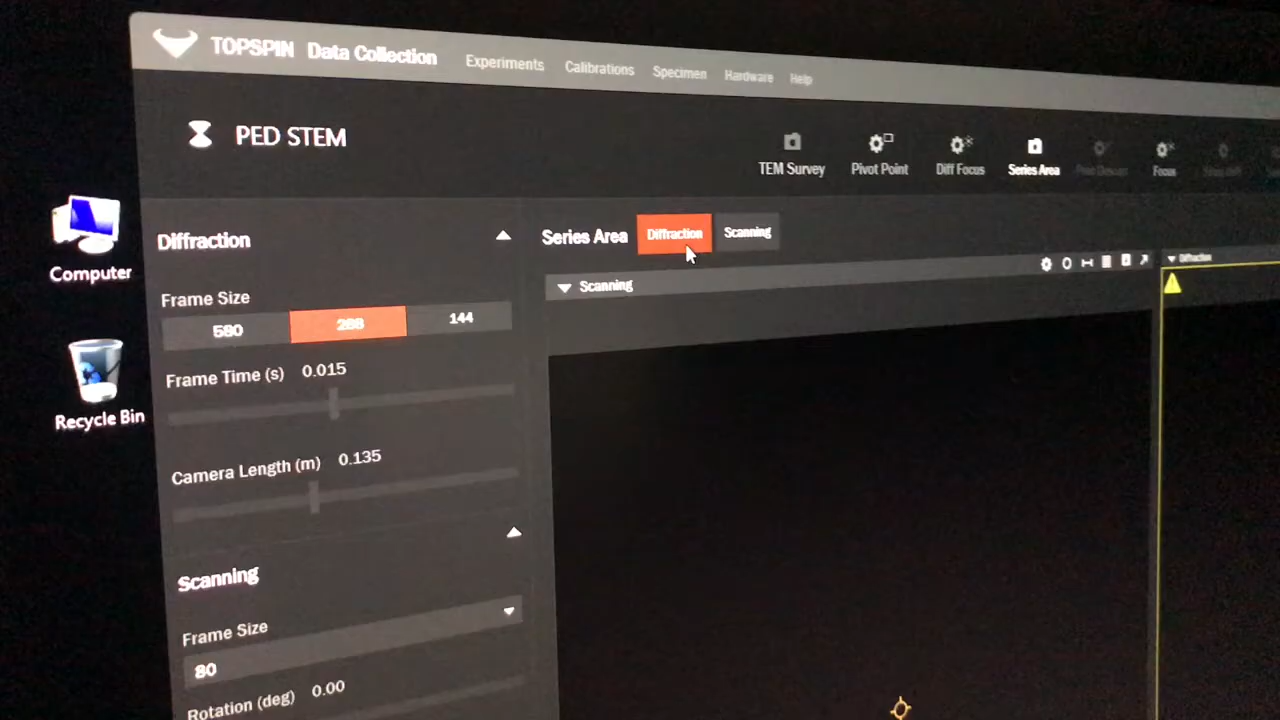 TOPSPIN Data Collection Experiments Calibrations Specimen Hardware Help
PED STEM
TEM Survey Pivot Point Diff Focus Series Area Focus
Computer
Recycle Bin
Diffraction
Frame Size
580 288 144
Frame Time (s) 0.015
Camera Length (m) 0.135
Scanning
Frame Size
80
Rotation (deg) 0.00
Series Area Diffraction Scanning
Scanning
Diffraction